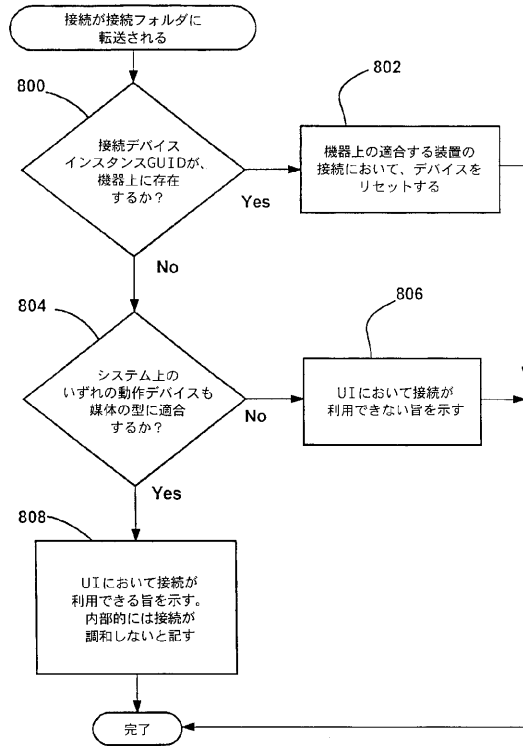 接続が接続フォルダに
転送される
800
接続デバイス
インスタンスGUIDが、
機器上に存在
するか？
Yes
802
機器上の適合する装置の
接続において、デバイスを
リセットする
No
804
システム上の
いずれの動作デバイスも
媒体の型に適合
するか？
No
806
UIにおいて接続が
利用できない旨を示す
Yes
808
UIにおいて接続が
利用できる旨を示す。
内部的には接続が
調和しないと記す
完了